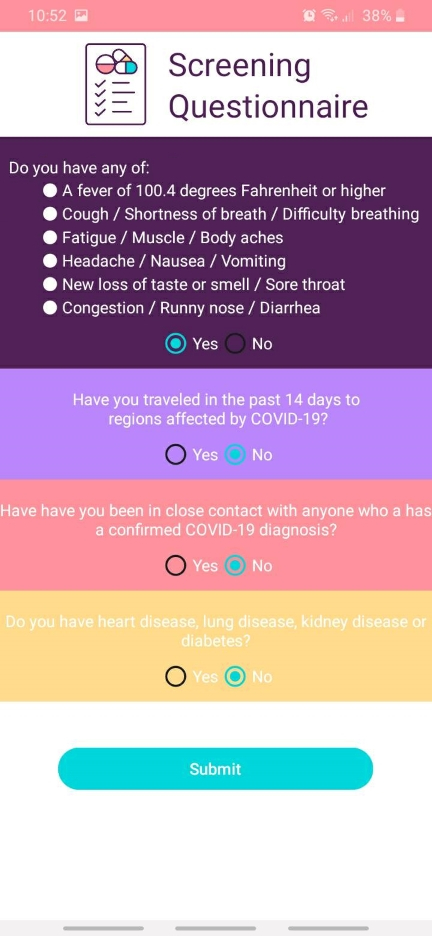 10:52 38%
Screening
Questionnaire
Do you have any of:
A fever of 100.4 degrees Fahrenheit or higher
Cough / Shortness of breath / Difficulty breathing
Fatigue / Muscle / Body aches
Headache / Nausea / Vomiting
New loss of taste or smell / Sore throat
Congestion / Runny nose / Diarrhea
Yes No
Have you traveled in the past 14 days to
regions affected by COVID-19?
Yes No
Have have you been in close contact with anyone who a has
a confirmed COVID-19 diagnosis?
Yes No
Do you have heart disease, lung disease, kidney disease or
diabetes?
Yes No
Submit